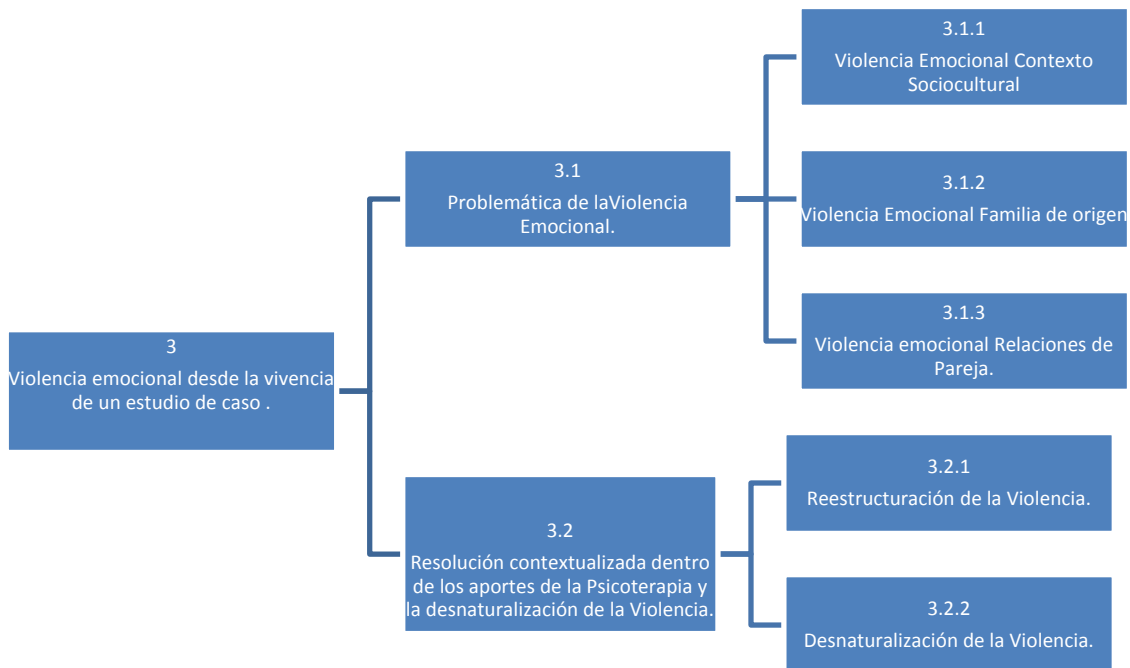 3
Violencia emocional desde la vivencia
de un estudio de caso .
3.1
Problemática de laViolencia
Emocional.
3.1.1
Violencia Emocional Contexto
Sociocultural
3.1.2
Violencia Emocional Familia de origen
3.1.3
Violencia emocional Relaciones de
Pareja.
3.2
Resolución contextualizada dentro
de los aportes de la Psicoterapia y
la desnaturalización de la Violencia.
3.2.1
Reestructuración de la Violencia.
3.2.2
Desnaturalización de la Violencia.